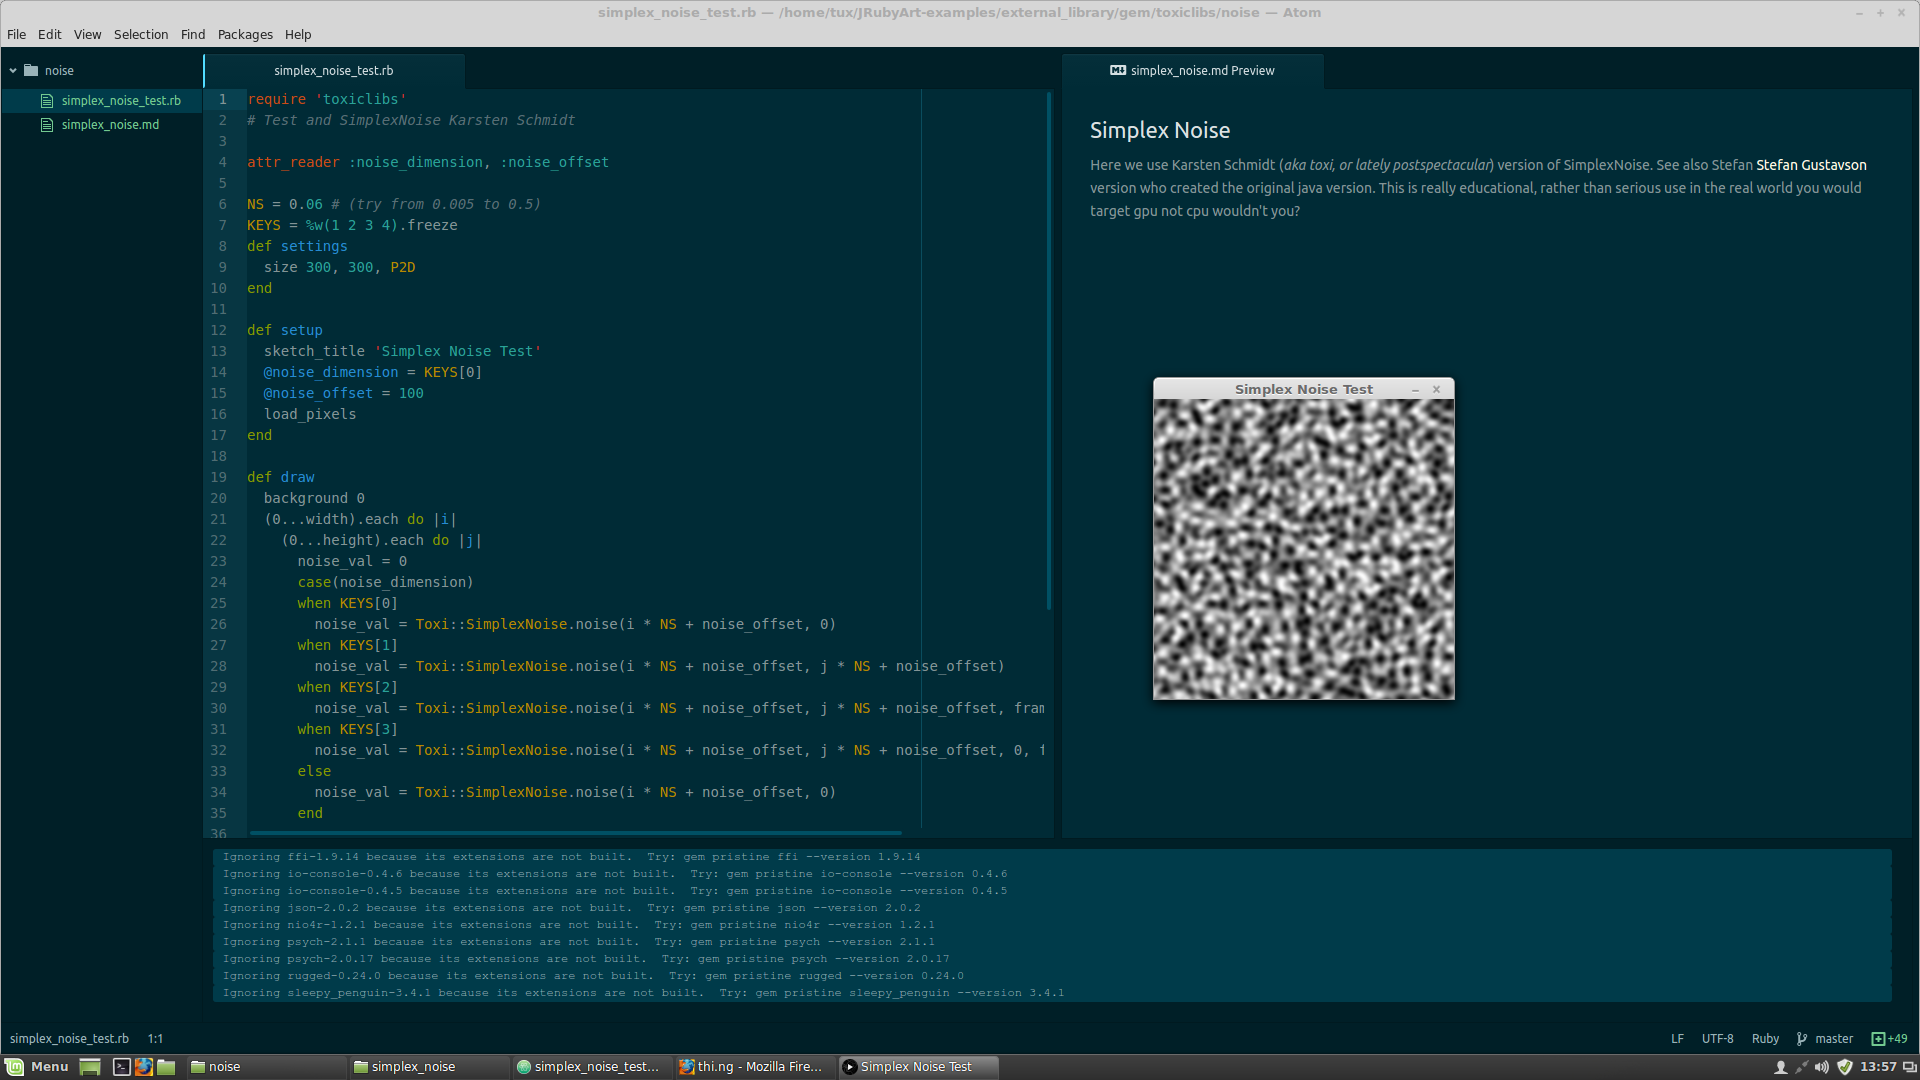 simplex_noise_test.rb — /home/tux/JRubyArt-examples/external_library/gem/toxiclibs/noise — Atom
File Edit View Selection Find Packages Help
noise
simplex_noise_test.rb
simplex_noise.md
simplex_noise_test.rb
1 require 'toxiclibs'
2 # Test and SimplexNoise Karsten Schmidt
3
4 attr_reader :noise_dimension, :noise_offset
5
6 NS = 0.06 # (try from 0.005 to 0.5)
7 KEYS = %w(1 2 3 4).freeze
8 def settings
9   size 300, 300, P2D
10 end
11
12 def setup
13   sketch_title 'Simplex Noise Test'
14   @noise_dimension = KEYS[0]
15   @noise_offset = 100
16   load_pixels
17 end
18
19 def draw
20   background 0
21   (0...width).each do |i|
22     (0...height).each do |j|
23       noise_val = 0
24       case(noise_dimension)
25       when KEYS[0]
26         noise_val = Toxi::SimplexNoise.noise(i * NS + noise_offset, 0)
27       when KEYS[1]
28         noise_val = Toxi::SimplexNoise.noise(i * NS + noise_offset, j * NS + noise_offset)
29       when KEYS[2]
30         noise_val = Toxi::SimplexNoise.noise(i * NS + noise_offset, j * NS + noise_offset, fram
31       when KEYS[3]
32         noise_val = Toxi::SimplexNoise.noise(i * NS + noise_offset, j * NS + noise_offset, 0, f
33       else
34         noise_val = Toxi::SimplexNoise.noise(i * NS + noise_offset, 0)
35       end
36
simplex_noise.md Preview
Simplex Noise
Here we use Karsten Schmidt (aka toxi, or lately postspectacular) version of SimplexNoise. See also Stefan Stefan Gustavson
version who created the original java version. This is really educational, rather than serious use in the real world you would
target gpu not cpu wouldn't you?
Simplex Noise Test
Ignoring ffi-1.9.14 because its extensions are not built.  Try: gem pristine ffi --version 1.9.14
Ignoring io-console-0.4.6 because its extensions are not built.  Try: gem pristine io-console --version 0.4.6
Ignoring io-console-0.4.5 because its extensions are not built.  Try: gem pristine io-console --version 0.4.5
Ignoring json-2.0.2 because its extensions are not built.  Try: gem pristine json --version 2.0.2
Ignoring nio4r-1.2.1 because its extensions are not built.  Try: gem pristine nio4r --version 1.2.1
Ignoring psych-2.1.1 because its extensions are not built.  Try: gem pristine psych --version 2.1.1
Ignoring psych-2.0.17 because its extensions are not built.  Try: gem pristine psych --version 2.0.17
Ignoring rugged-0.24.0 because its extensions are not built.  Try: gem pristine rugged --version 0.24.0
Ignoring sleepy_penguin-3.4.1 because its extensions are not built.  Try: gem pristine sleepy_penguin --version 3.4.1
simplex_noise_test.rb 1:1 LF UTF-8 Ruby master +49
Menu noise simplex_noise simplex_noise_test... thi.ng - Mozilla Fire... Simplex Noise Test 13:57